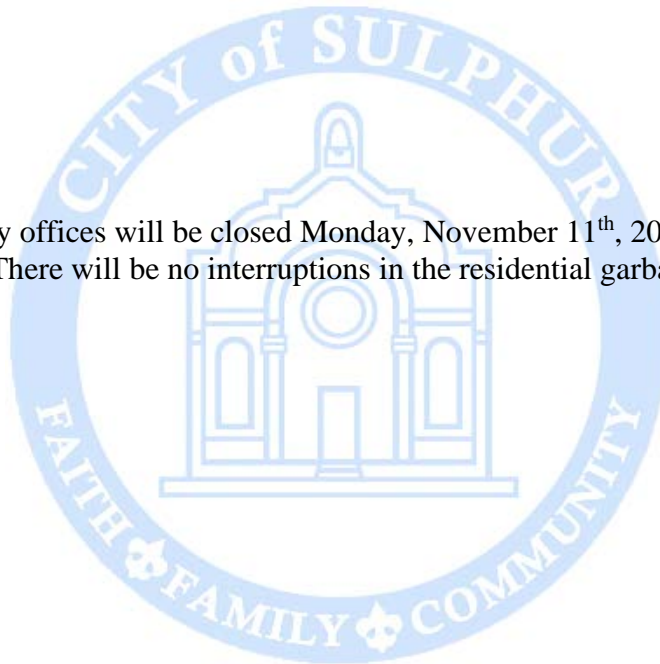 CITY of SULPHUR
y offices will be closed Monday, November 11th, 20
There will be no interruptions in the residential garba
FAITH FAMILY COMMUNITY